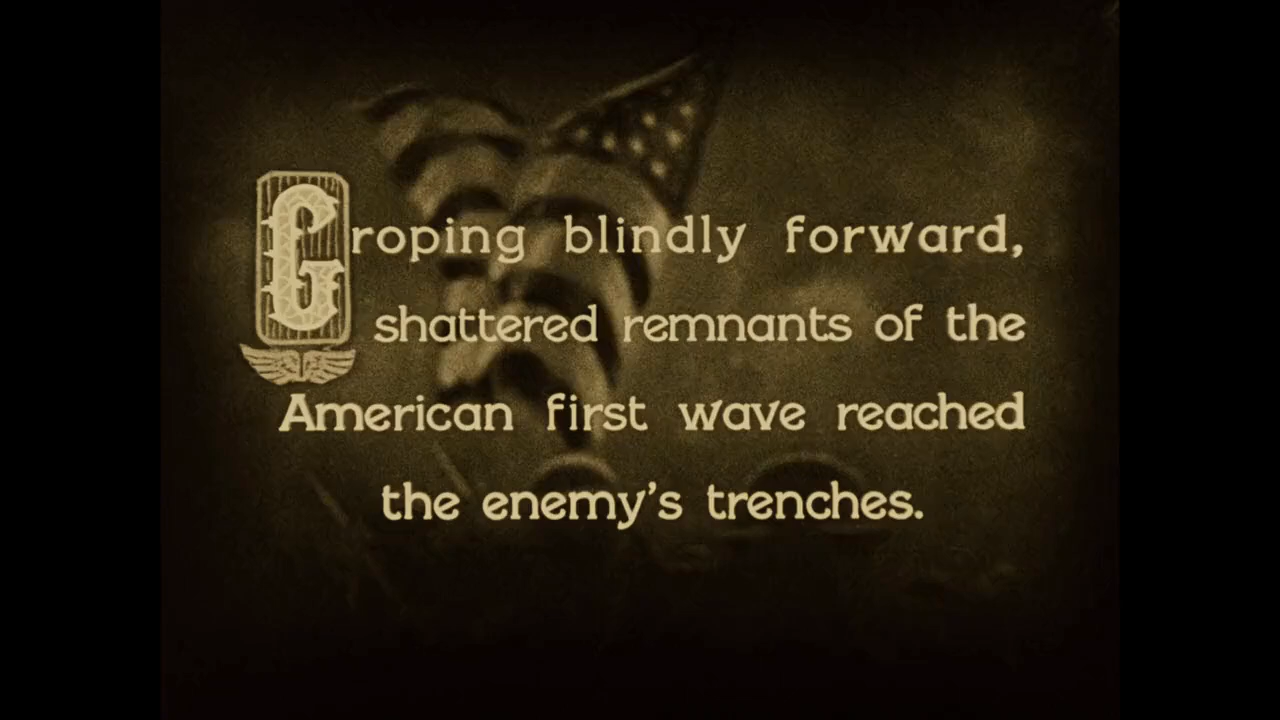 Groping blindly forward,
shattered remnants of the
American first wave reached
the enemy's trenches.